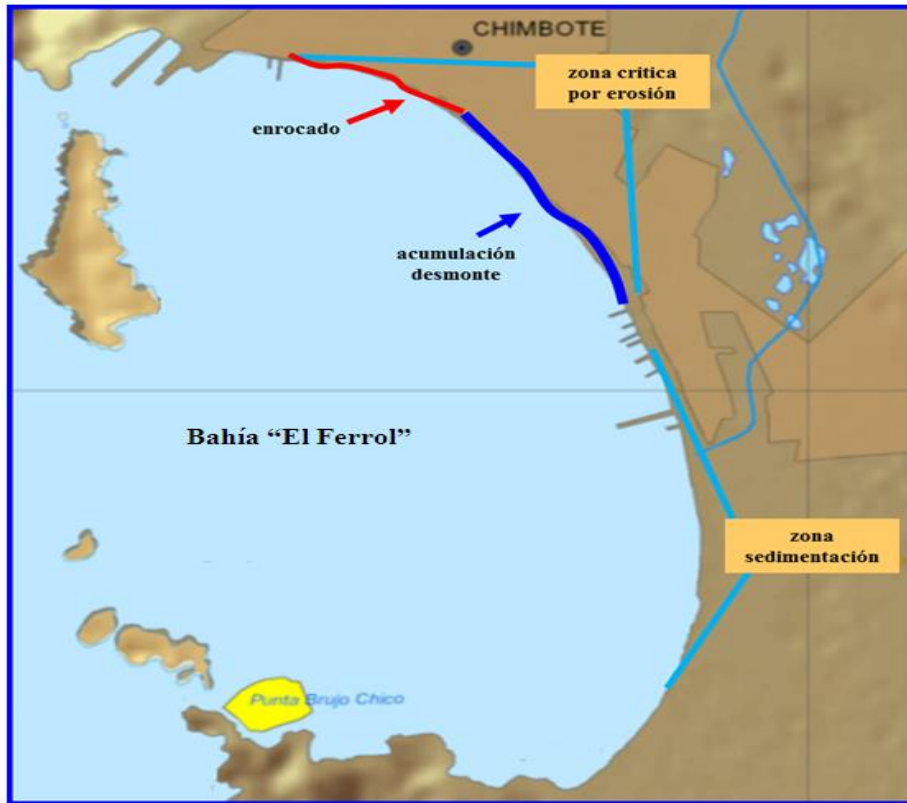 CHIMBOTE
zona critica
por erosión
enrocado
acumulación
desmonte
Bahía “El Ferrol”
zona
sedimentación
Punta Brujo Chico